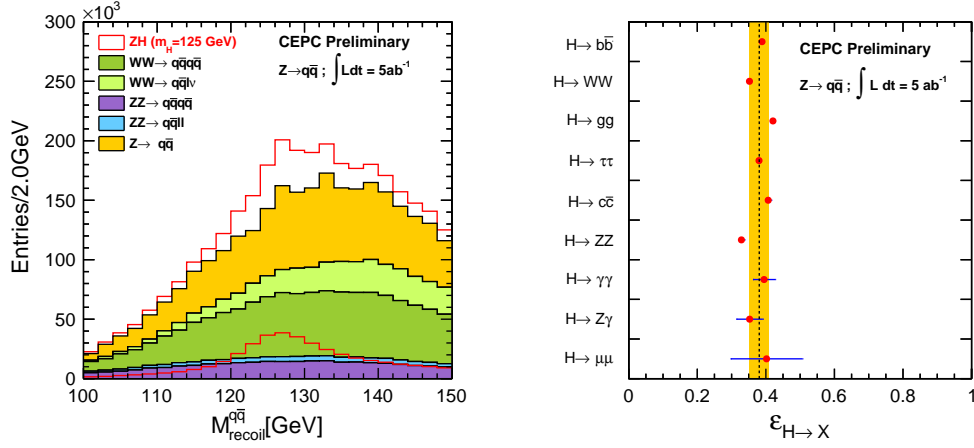 ×10³
300
250
200
150
100
50
0
Entries/2.0GeV
ZH (m_H=125 GeV)
WW→ qq̄qq̄
WW→ qq̄lν
ZZ→ qq̄qq̄
ZZ→ qq̄ll
Z→ qq̄
CEPC Preliminary
Z→qq̄ ; ∫ Ldt = 5ab⁻¹
100 110 120 130 140 150
M_recoil^qq̄ [GeV]
H→ bb̄
H→ WW
H→ gg
H→ ττ
H→ cc̄
H→ ZZ
H→ γγ
H→ Zγ
H→ μμ
CEPC Preliminary
Z→ qq̄ ; ∫ L dt = 5 ab⁻¹
0 0.2 0.4 0.6 0.8 1
ε_H→ X